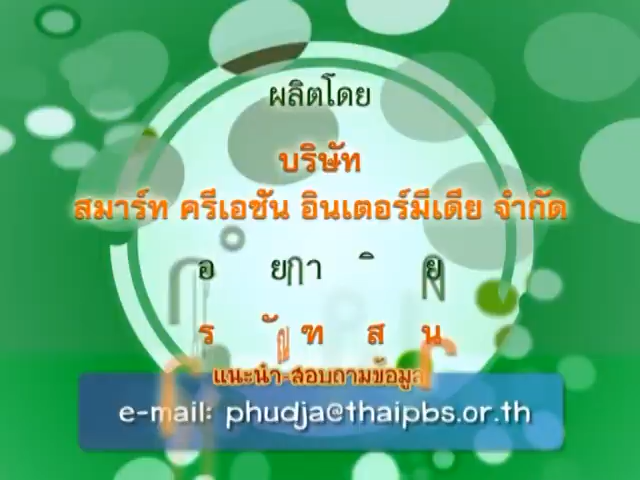 ผลิตโดย
บริษัท
สมาร์ท ครีเอชัน อินเตอร์มีเดีย จำกัด
แนะนำ-สอบถามข้อมูล
e-mail: phudja@thaipbs.or.th